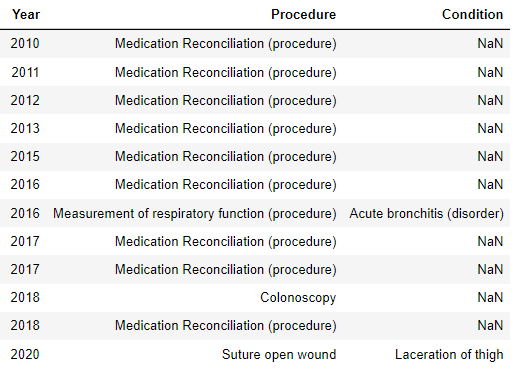 Year Procedure Condition
2010 Medication Reconciliation (procedure) NaN
2011 Medication Reconciliation (procedure) NaN
2012 Medication Reconciliation (procedure) NaN
2013 Medication Reconciliation (procedure) NaN
2015 Medication Reconciliation (procedure) NaN
2016 Medication Reconciliation (procedure) NaN
2016 Measurement of respiratory function (procedure) Acute bronchitis (disorder)
2017 Medication Reconciliation (procedure) NaN
2017 Medication Reconciliation (procedure) NaN
2018 Colonoscopy NaN
2018 Medication Reconciliation (procedure) NaN
2020 Suture open wound Laceration of thigh